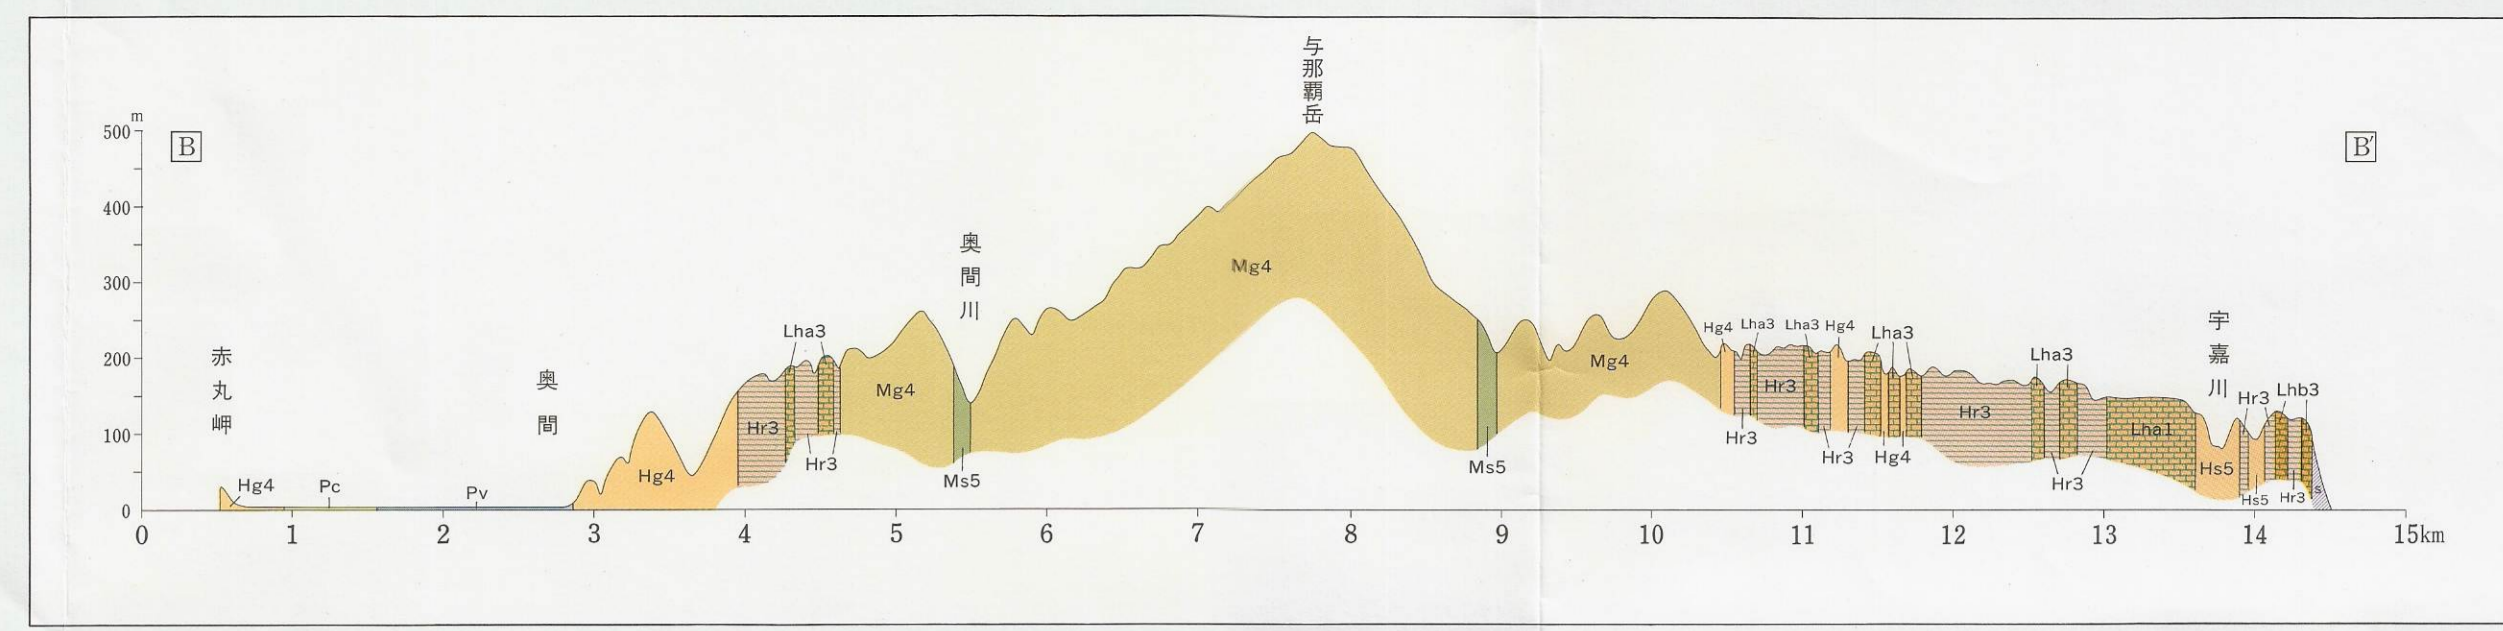 与那覇岳
m
500
B
B′
400
奥間川
300
Mg4
赤丸岬
奥間
宇嘉川
200
Lha3
Mg4
Mg4
Hg4
Lha3
Lha3
Hg4
Lha3
Lha3
Hr3
Lhb3
100
Hg4
Pc
Pv
Hg4
Hr3
Hr3
Ms5
Ms5
Hr3
Hr3
Hr3
Hg4
Hr3
Hr3
Lha1
Hs5
Hs5
Hr3
s
0
0 1 2 3 4 5 6 7 8 9 10 11 12 13 14 15km